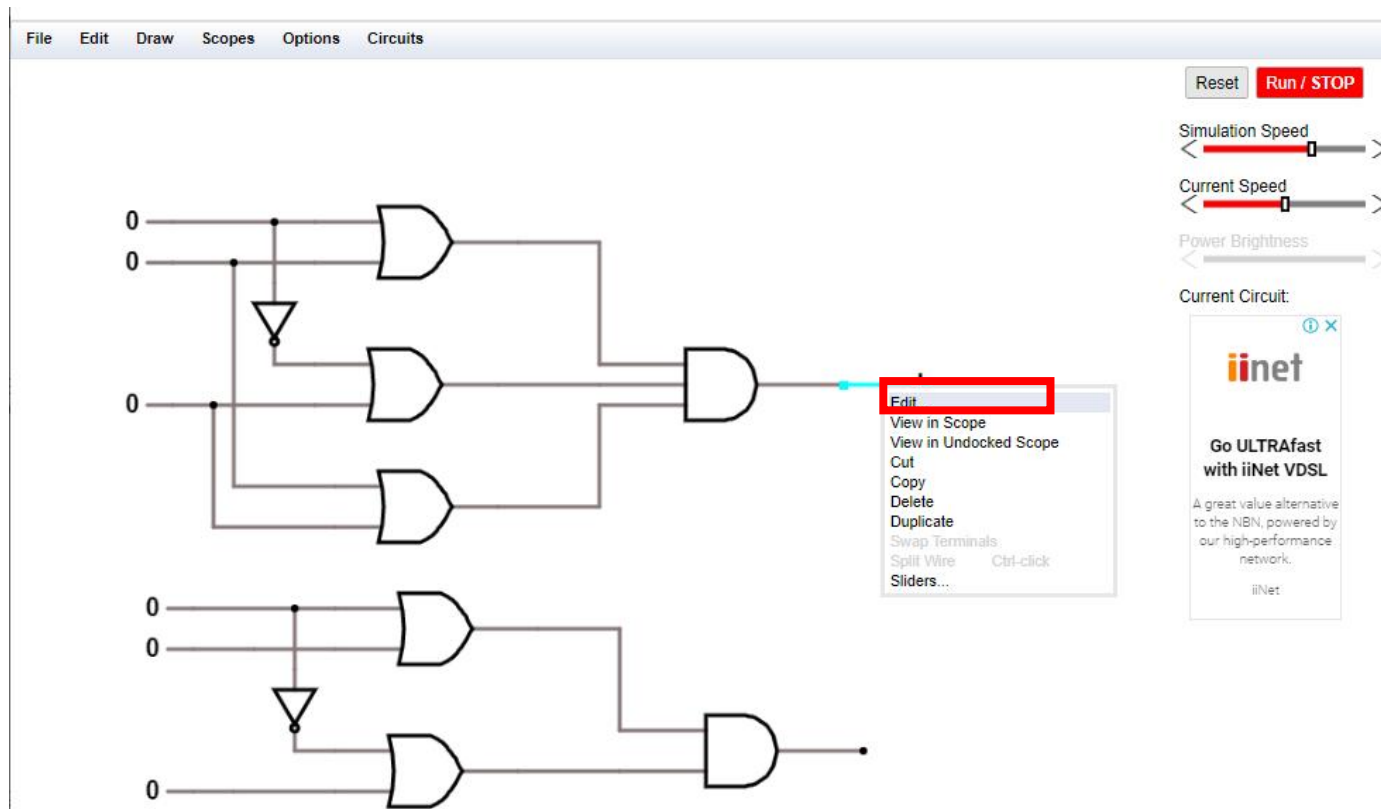 File Edit Draw Scopes Options Circuits
Reset Run / STOP
Simulation Speed
Current Speed
Power Brightness
Current Circuit:
iinet
Go ULTRAfast
with iiNet VDSL
A great value alternative
to the NBN, powered by
our high-performance
network.
iiNet
0
0
0
Edit...
View in Scope
View in Undocked Scope
Cut
Copy
Delete
Duplicate
Swap Terminals
Split Wire Ctrl-click
Sliders...
0
0
0